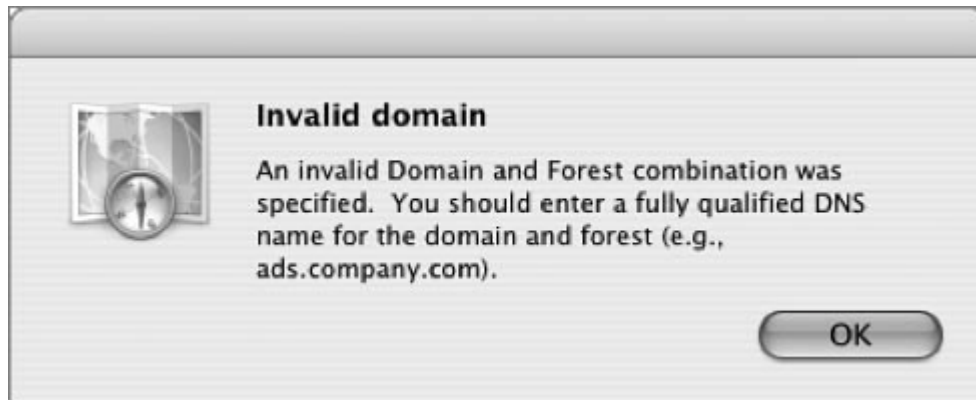 Invalid domain
An invalid Domain and Forest combination was
specified.  You should enter a fully qualified DNS
name for the domain and forest (e.g.,
ads.company.com).
OK